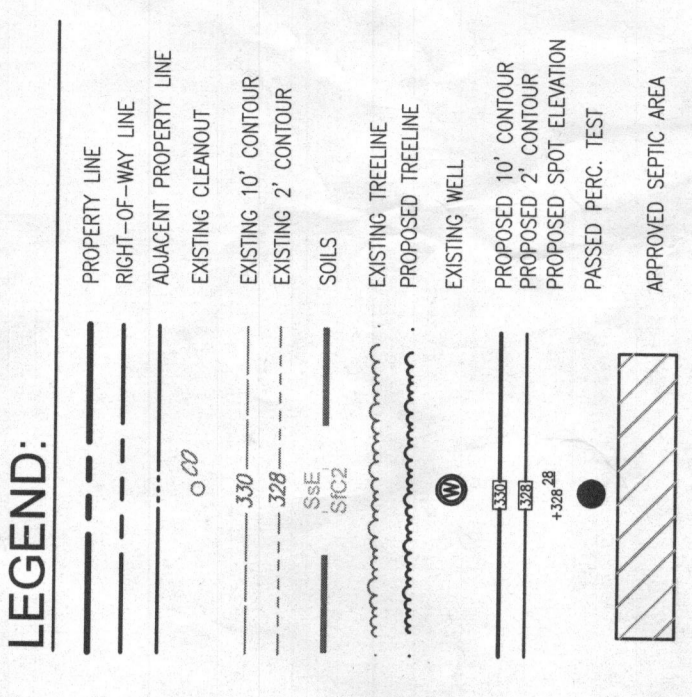 LEGEND:
PROPERTY LINE
RIGHT-OF-WAY LINE
ADJACENT PROPERTY LINE
CO EXISTING CLEANOUT
330 EXISTING 10' CONTOUR
328 EXISTING 2' CONTOUR
SsE
SfC2 SOILS
EXISTING TREELINE
PROPOSED TREELINE
W EXISTING WELL
330 PROPOSED 10' CONTOUR
328 PROPOSED 2' CONTOUR
+328 28 PROPOSED SPOT ELEVATION
PASSED PERC. TEST
APPROVED SEPTIC AREA